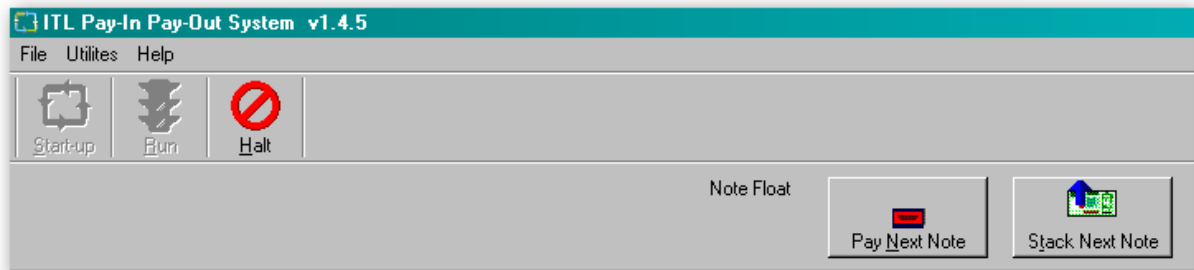 ITL Pay-In Pay-Out System v1.4.5
File Utilites Help
Start-up Run Halt
Note Float
Pay Next Note Stack Next Note